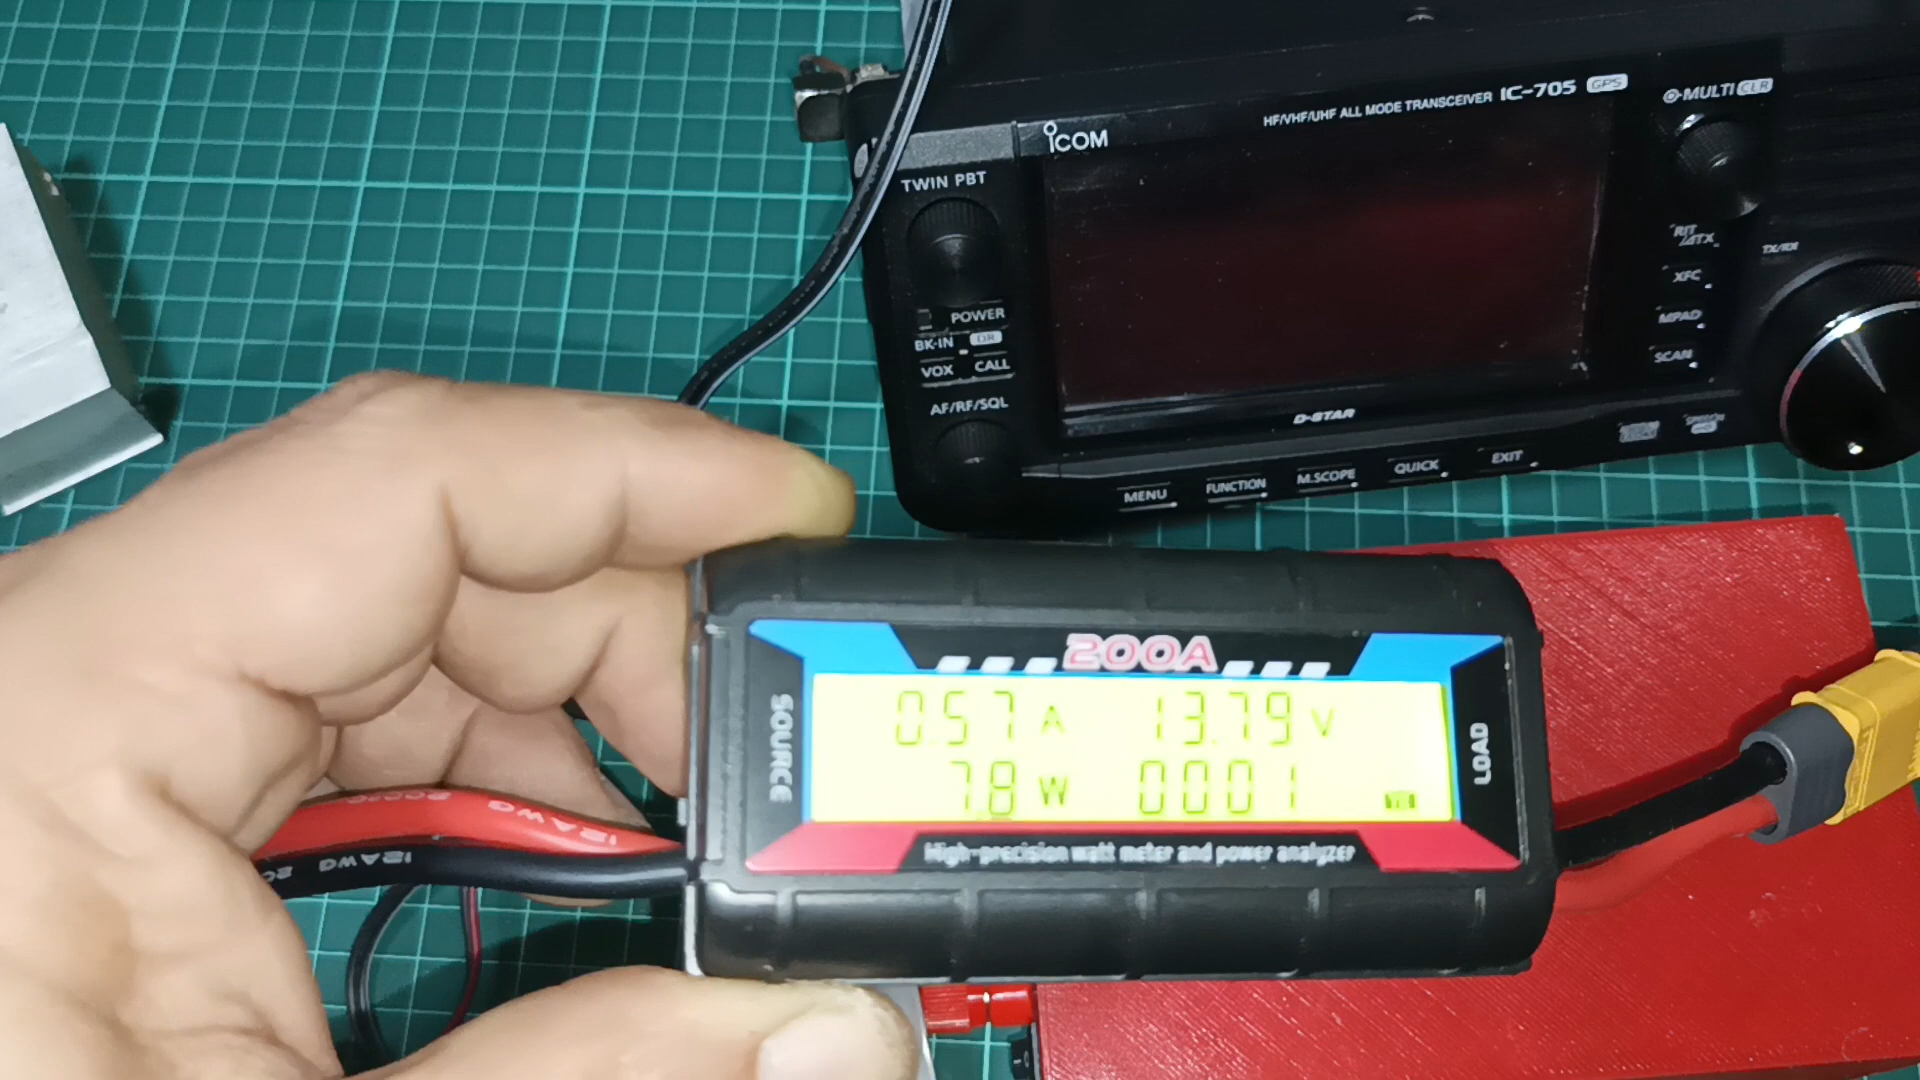 HF/VHF/UHF ALL MODE TRANSCEIVER IC-705 GPS
MULTI CLR
ICOM
TWIN PBT
POWER
BK-IN
VOX CALL
AF/RF/SQL
XFC
MPAD
SCAN
TX/RX
D-STAR
MENU FUNCTION M.SCOPE QUICK EXIT
200A
SOURCE
0.57 A 13.79 V
7.8 W 0001
LOAD
High-precision watt meter and power analyzer
12AWG
12AWG